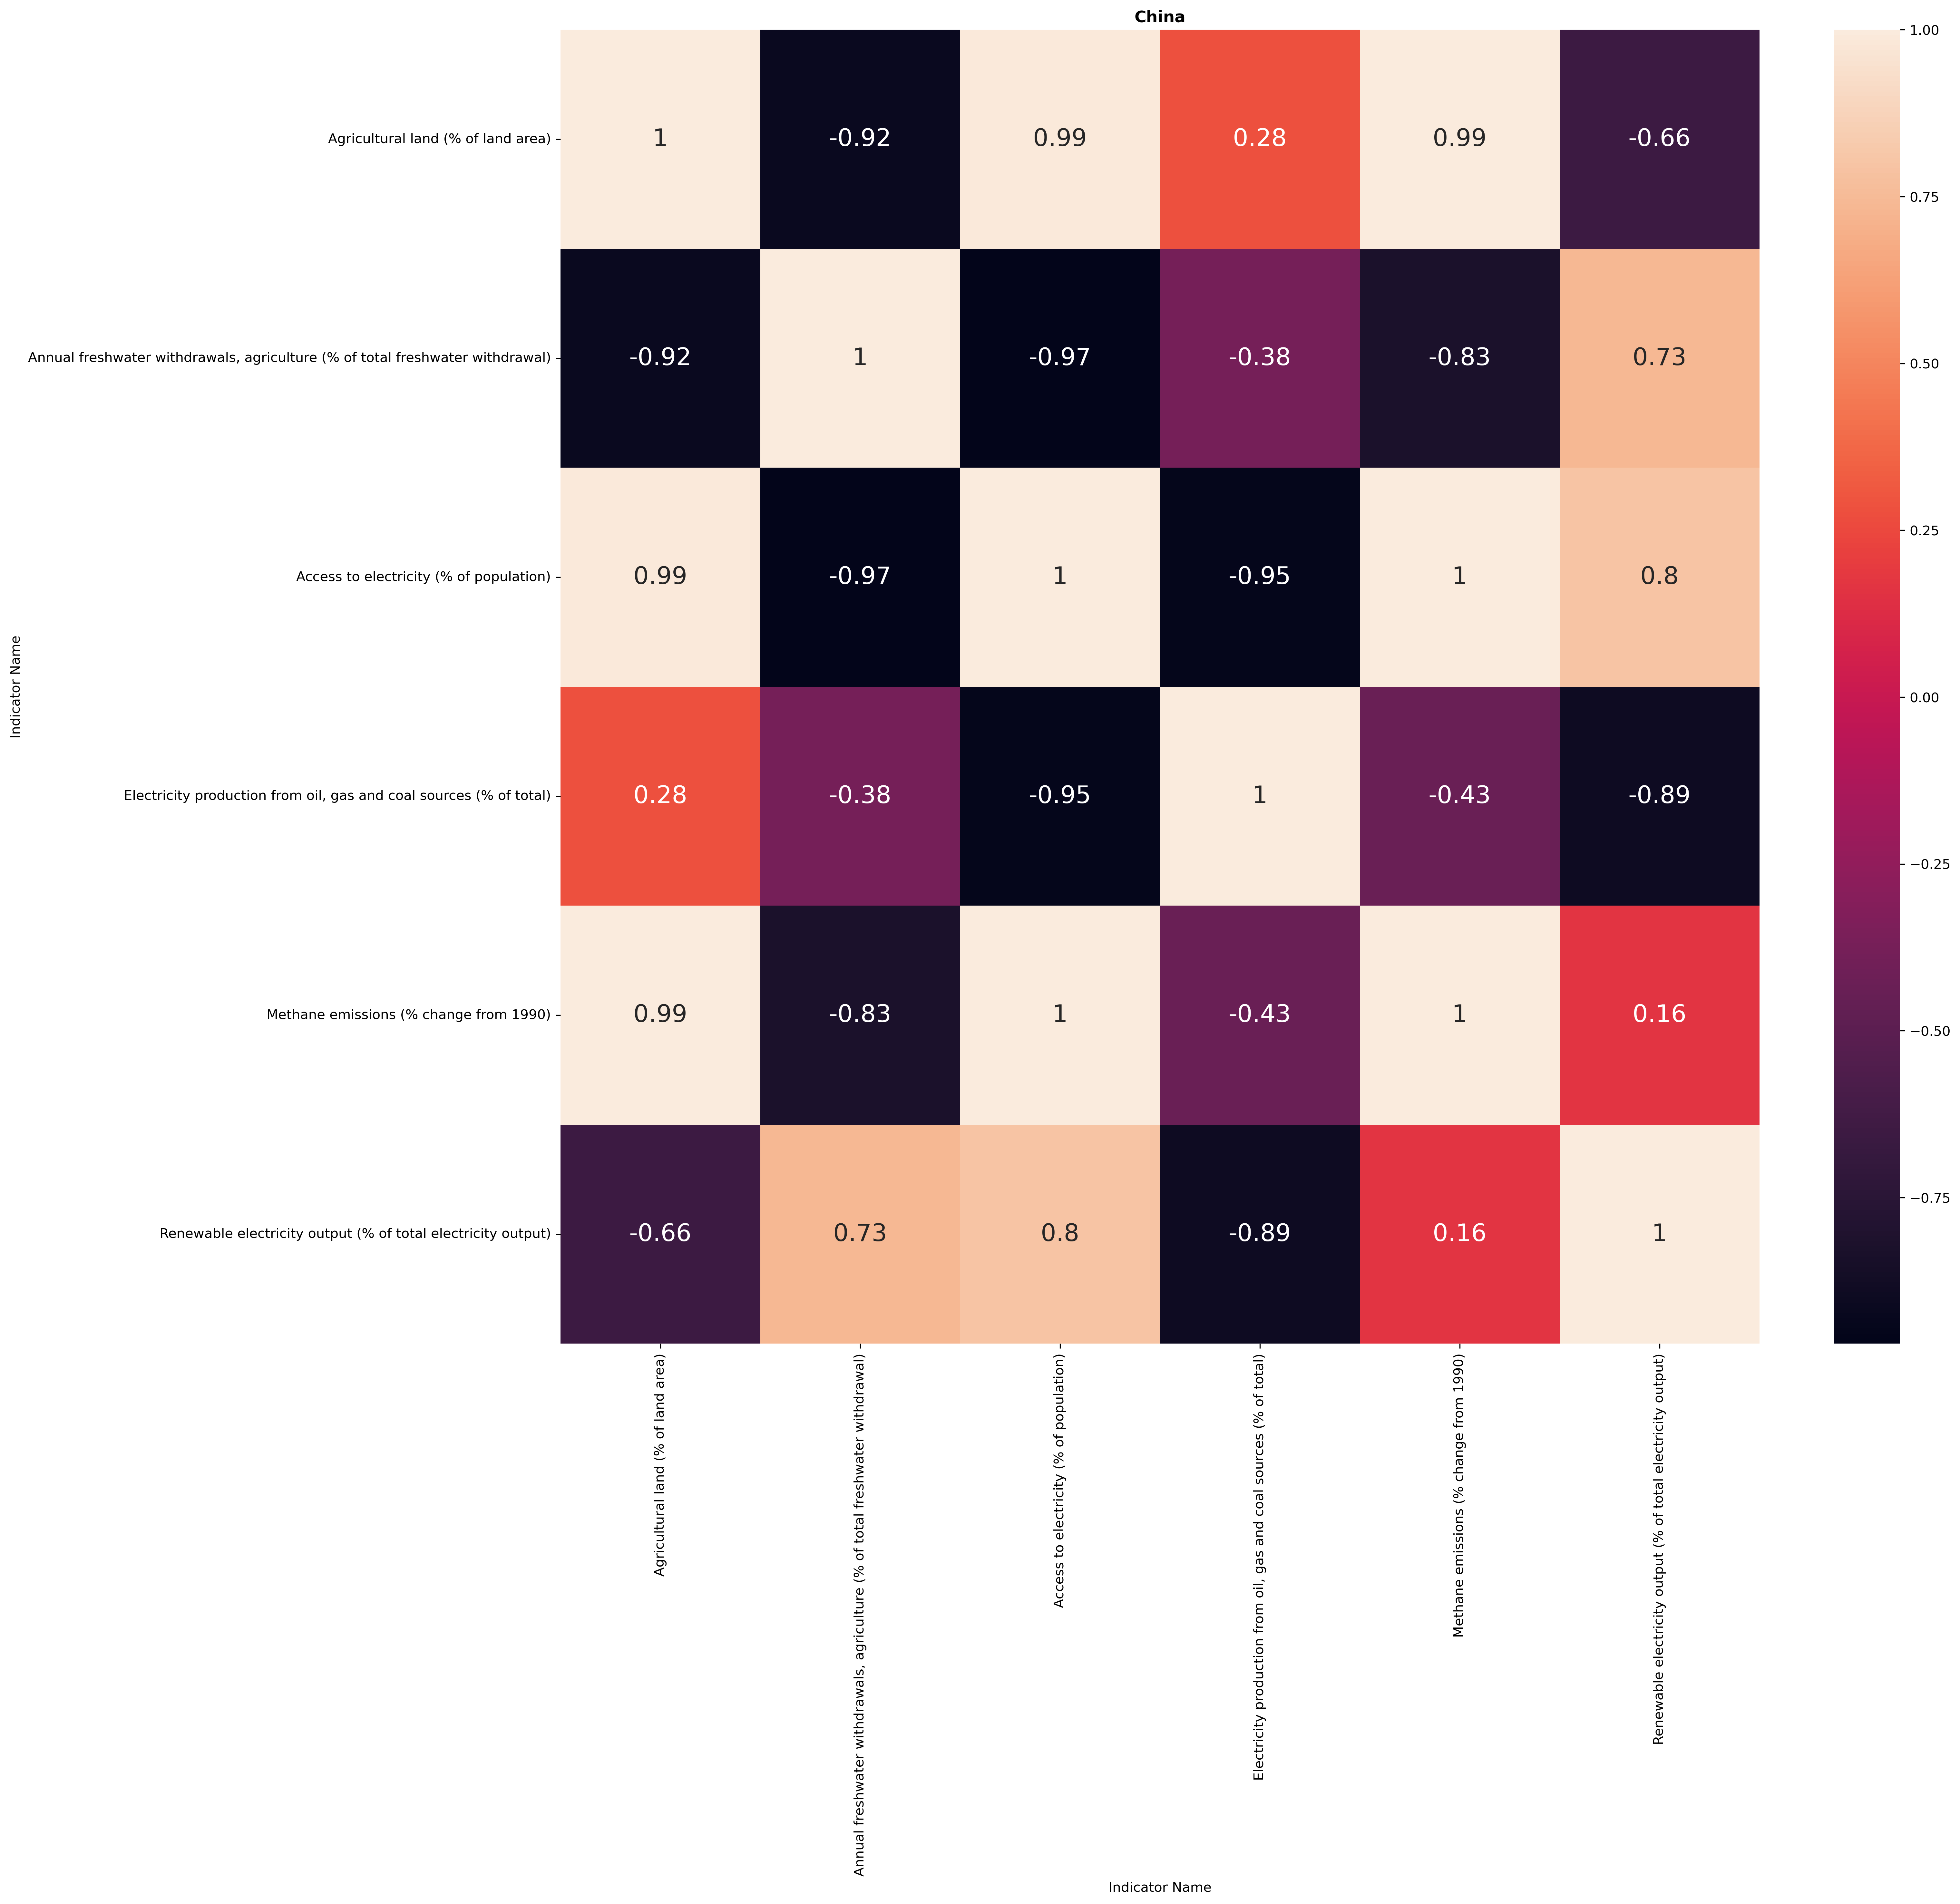 China
Agricultural land (% of land area)
1 -0.92 0.99 0.28 0.99 -0.66
Annual freshwater withdrawals, agriculture (% of total freshwater withdrawal)
-0.92 1 -0.97 -0.38 -0.83 0.73
Access to electricity (% of population)
0.99 -0.97 1 -0.95 1 0.8
Electricity production from oil, gas and coal sources (% of total)
0.28 -0.38 -0.95 1 -0.43 -0.89
Methane emissions (% change from 1990)
0.99 -0.83 1 -0.43 1 0.16
Renewable electricity output (% of total electricity output)
-0.66 0.73 0.8 -0.89 0.16 1
Indicator Name
Agricultural land (% of land area)
Annual freshwater withdrawals, agriculture (% of total freshwater withdrawal)
Access to electricity (% of population)
Electricity production from oil, gas and coal sources (% of total)
Methane emissions (% change from 1990)
Renewable electricity output (% of total electricity output)
Indicator Name
1.00
0.75
0.50
0.25
0.00
−0.25
−0.50
−0.75